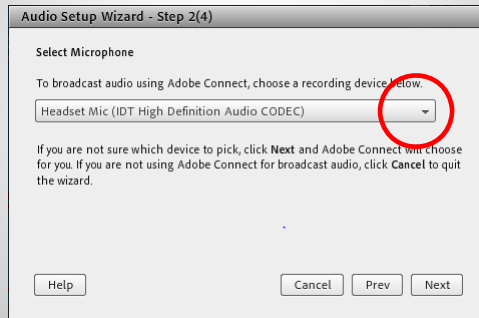 Audio Setup Wizard - Step 2(4)
Select Microphone
To broadcast audio using Adobe Connect, choose a recording device below.
Headset Mic (IDT High Definition Audio CODEC)
If you are not sure which device to pick, click Next and Adobe Connect will choose
for you. If you are not using Adobe Connect for broadcast audio, click Cancel to quit
the wizard.
Help Cancel Prev Next